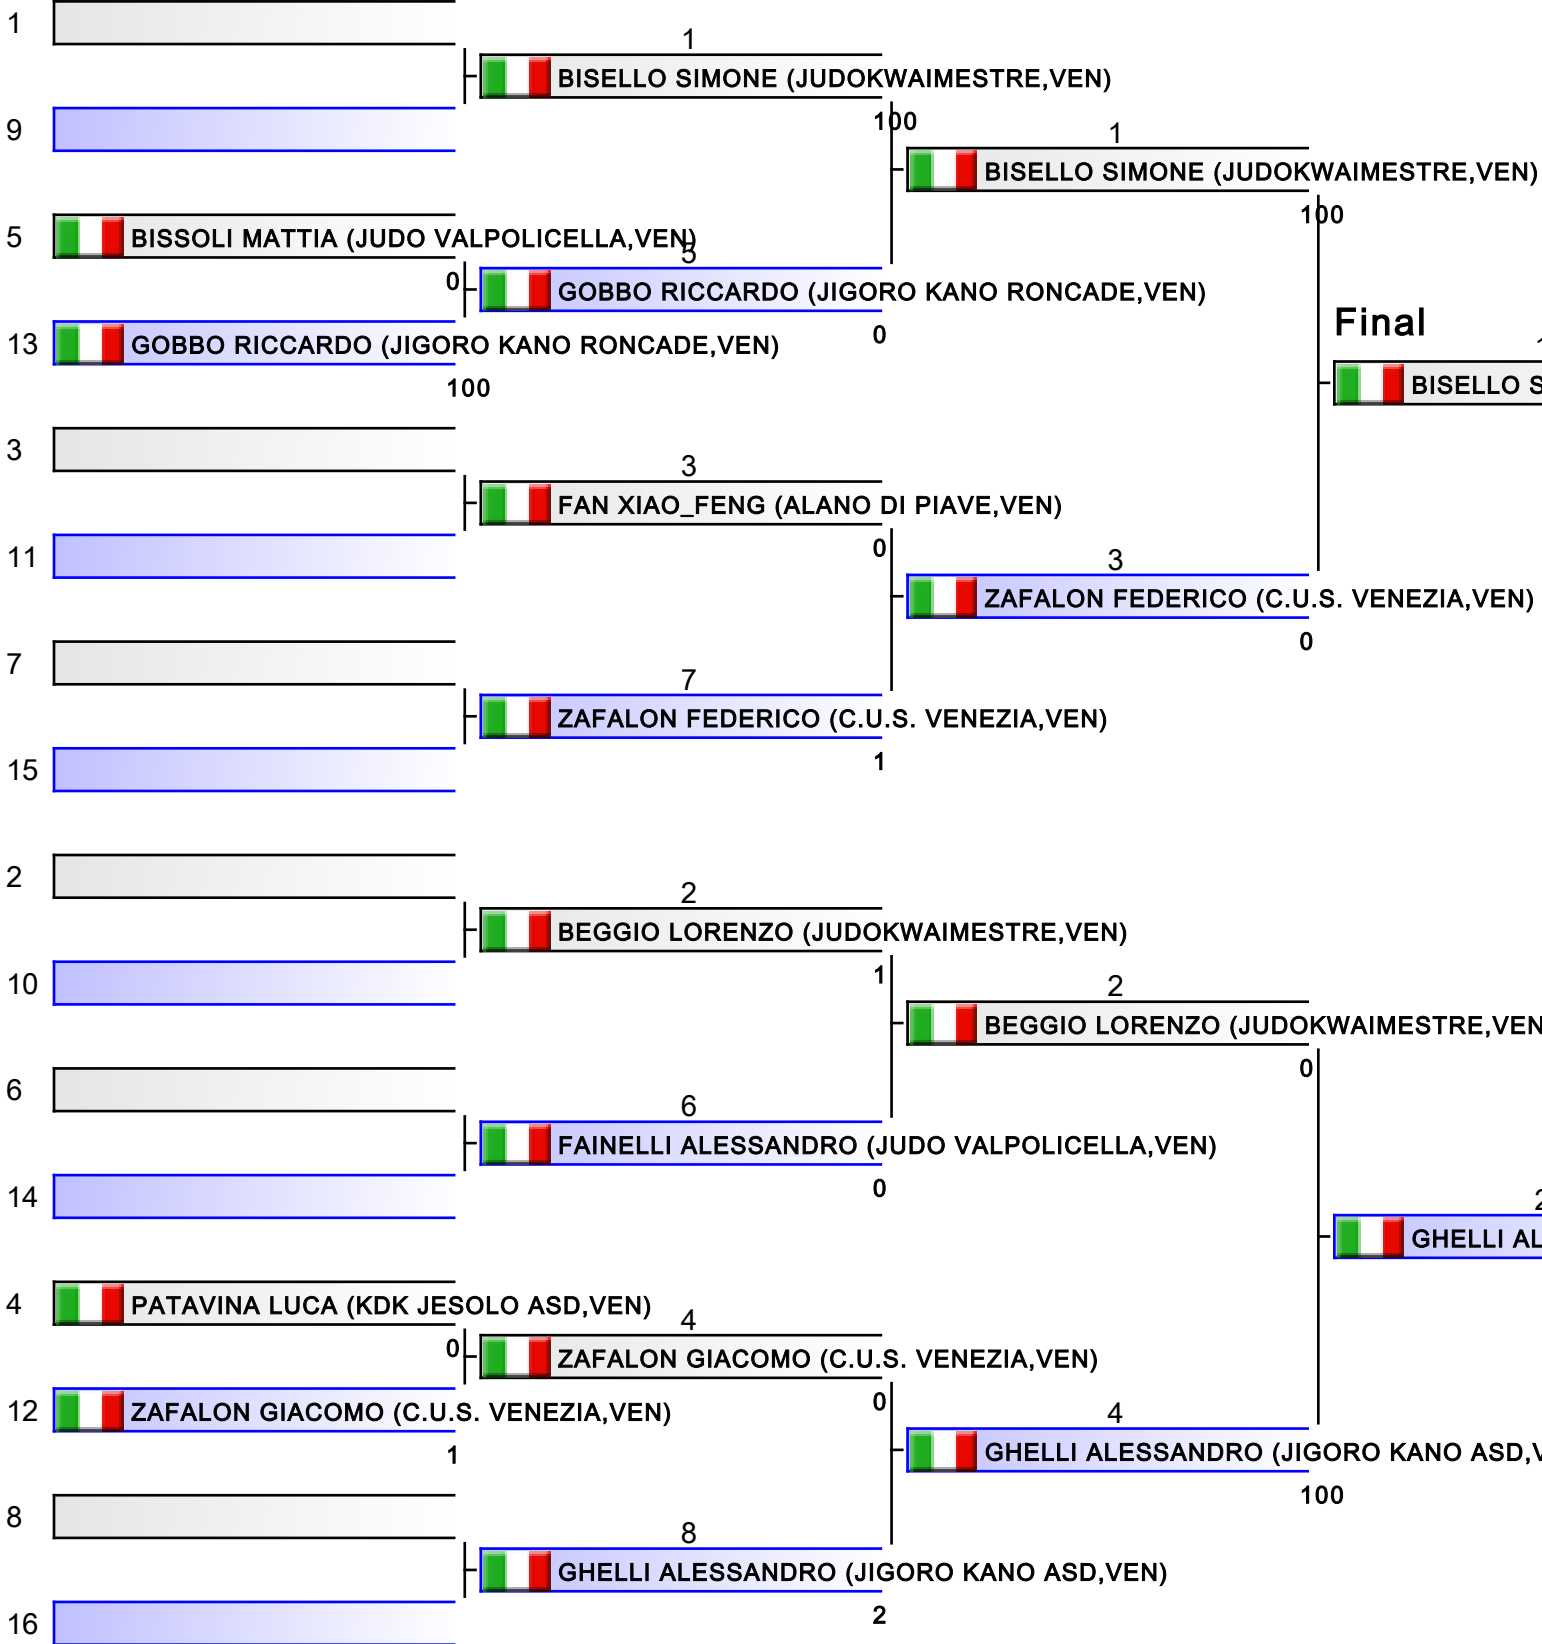 1
1
BISELLO SIMONE (JUDOKWAIMESTRE,VEN)
100
9
1
BISELLO SIMONE (JUDOKWAIMESTRE,VEN)
100
5
BISSOLI MATTIA (JUDO VALPOLICELLA,VEN)
0
5
GOBBO RICCARDO (JIGORO KANO RONCADE,VEN)
0
13
GOBBO RICCARDO (JIGORO KANO RONCADE,VEN)
100
Final
BISELLO S
3
3
FAN XIAO_FENG (ALANO DI PIAVE,VEN)
0
11
3
ZAFALON FEDERICO (C.U.S. VENEZIA,VEN)
0
7
7
ZAFALON FEDERICO (C.U.S. VENEZIA,VEN)
1
15
2
2
BEGGIO LORENZO (JUDOKWAIMESTRE,VEN)
1
10
2
BEGGIO LORENZO (JUDOKWAIMESTRE,VEN
0
6
6
FAINELLI ALESSANDRO (JUDO VALPOLICELLA,VEN)
0
14
2
GHELLI AL
4
PATAVINA LUCA (KDK JESOLO ASD,VEN)
0
4
ZAFALON GIACOMO (C.U.S. VENEZIA,VEN)
0
12
ZAFALON GIACOMO (C.U.S. VENEZIA,VEN)
1
4
GHELLI ALESSANDRO (JIGORO KANO ASD,V
100
8
8
GHELLI ALESSANDRO (JIGORO KANO ASD,VEN)
2
16